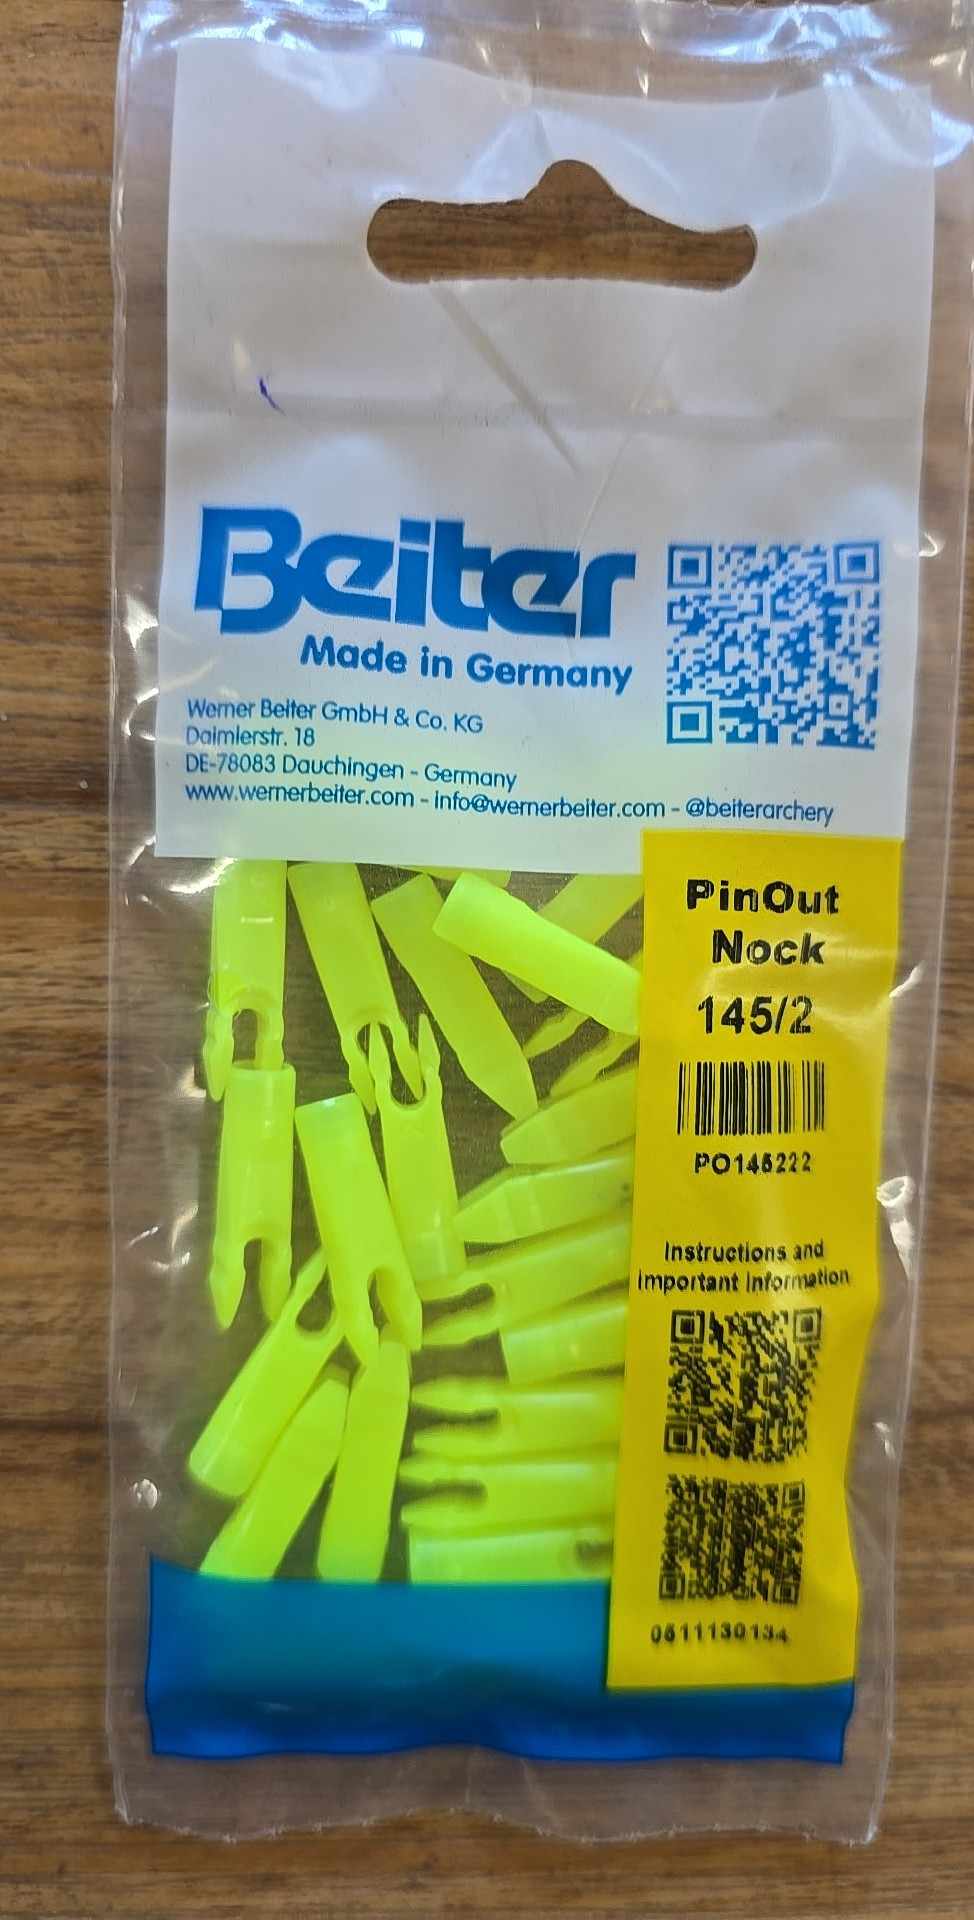 Beiter
Made in Germany
Werner Beiter GmbH & Co. KG
Daimlerstr. 18
DE-78083 Dauchingen - Germany
www.wernerbeiter.com - info@wernerbeiter.com - @beiterarchery
PinOut
Nock
145/2
PO145222
Instructions and
important information
0511130134